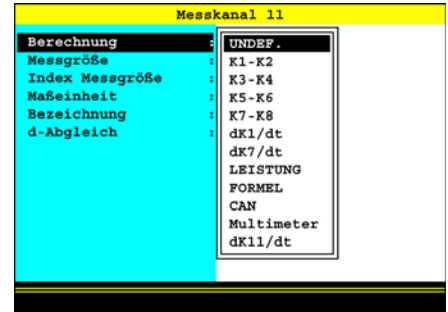 Messkanal 11
Berechnung : UNDEF.
Messgröße : K1-K2
Index Messgröße : K3-K4
Maßeinheit : K5-K6
Bezeichnung : K7-K8
d-Abgleich : dK1/dt
dK7/dt
LEISTUNG
FORMEL
CAN
Multimeter
dK11/dt